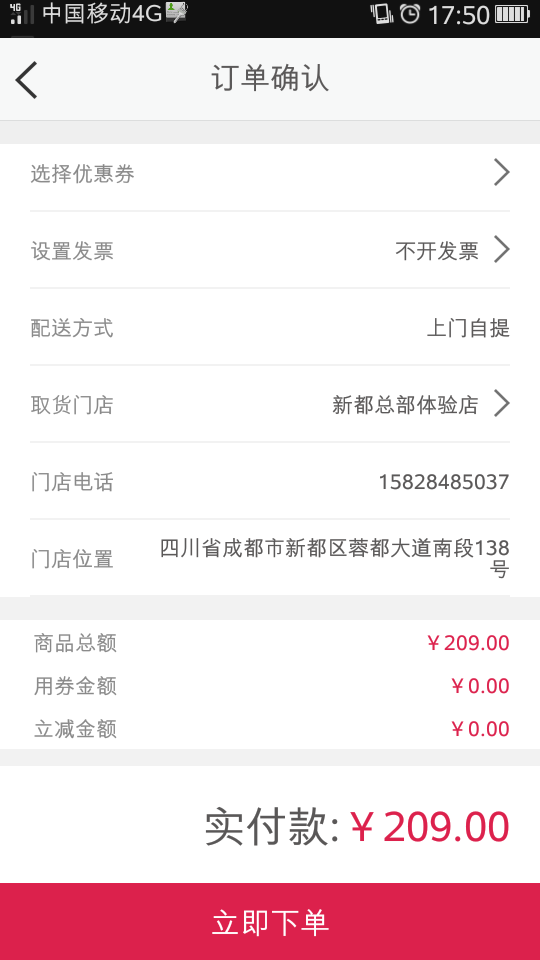 4G 中国移动4G 17:50
订单确认
选择优惠券
设置发票 不开发票
配送方式 上门自提
取货门店 新都总部体验店
门店电话 15828485037
门店位置 四川省成都市新都区蓉都大道南段138
号
商品总额 ￥209.00
用券金额 ￥0.00
立减金额 ￥0.00
实付款:￥209.00
立即下单